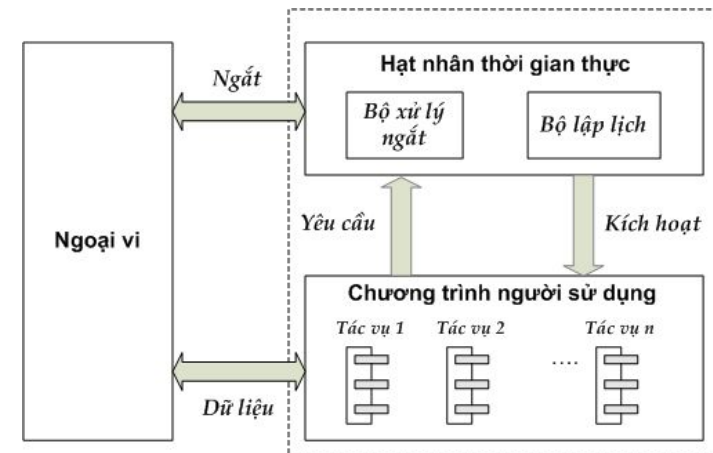 Hạt nhân thời gian thực
Ngắt
Bộ xử lý
ngắt
Bộ lập lịch
Ngoại vi
Yêu cầu
Kích hoạt
Chương trình người sử dụng
Tác vụ 1
Tác vụ 2
Tác vụ n
....
Dữ liệu